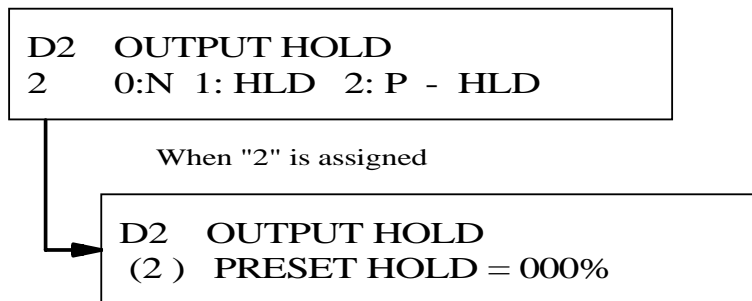 D2 OUTPUT HOLD
2 0:N 1: HLD 2: P - HLD
When "2" is assigned
D2 OUTPUT HOLD
(2 ) PRESET HOLD = 000%